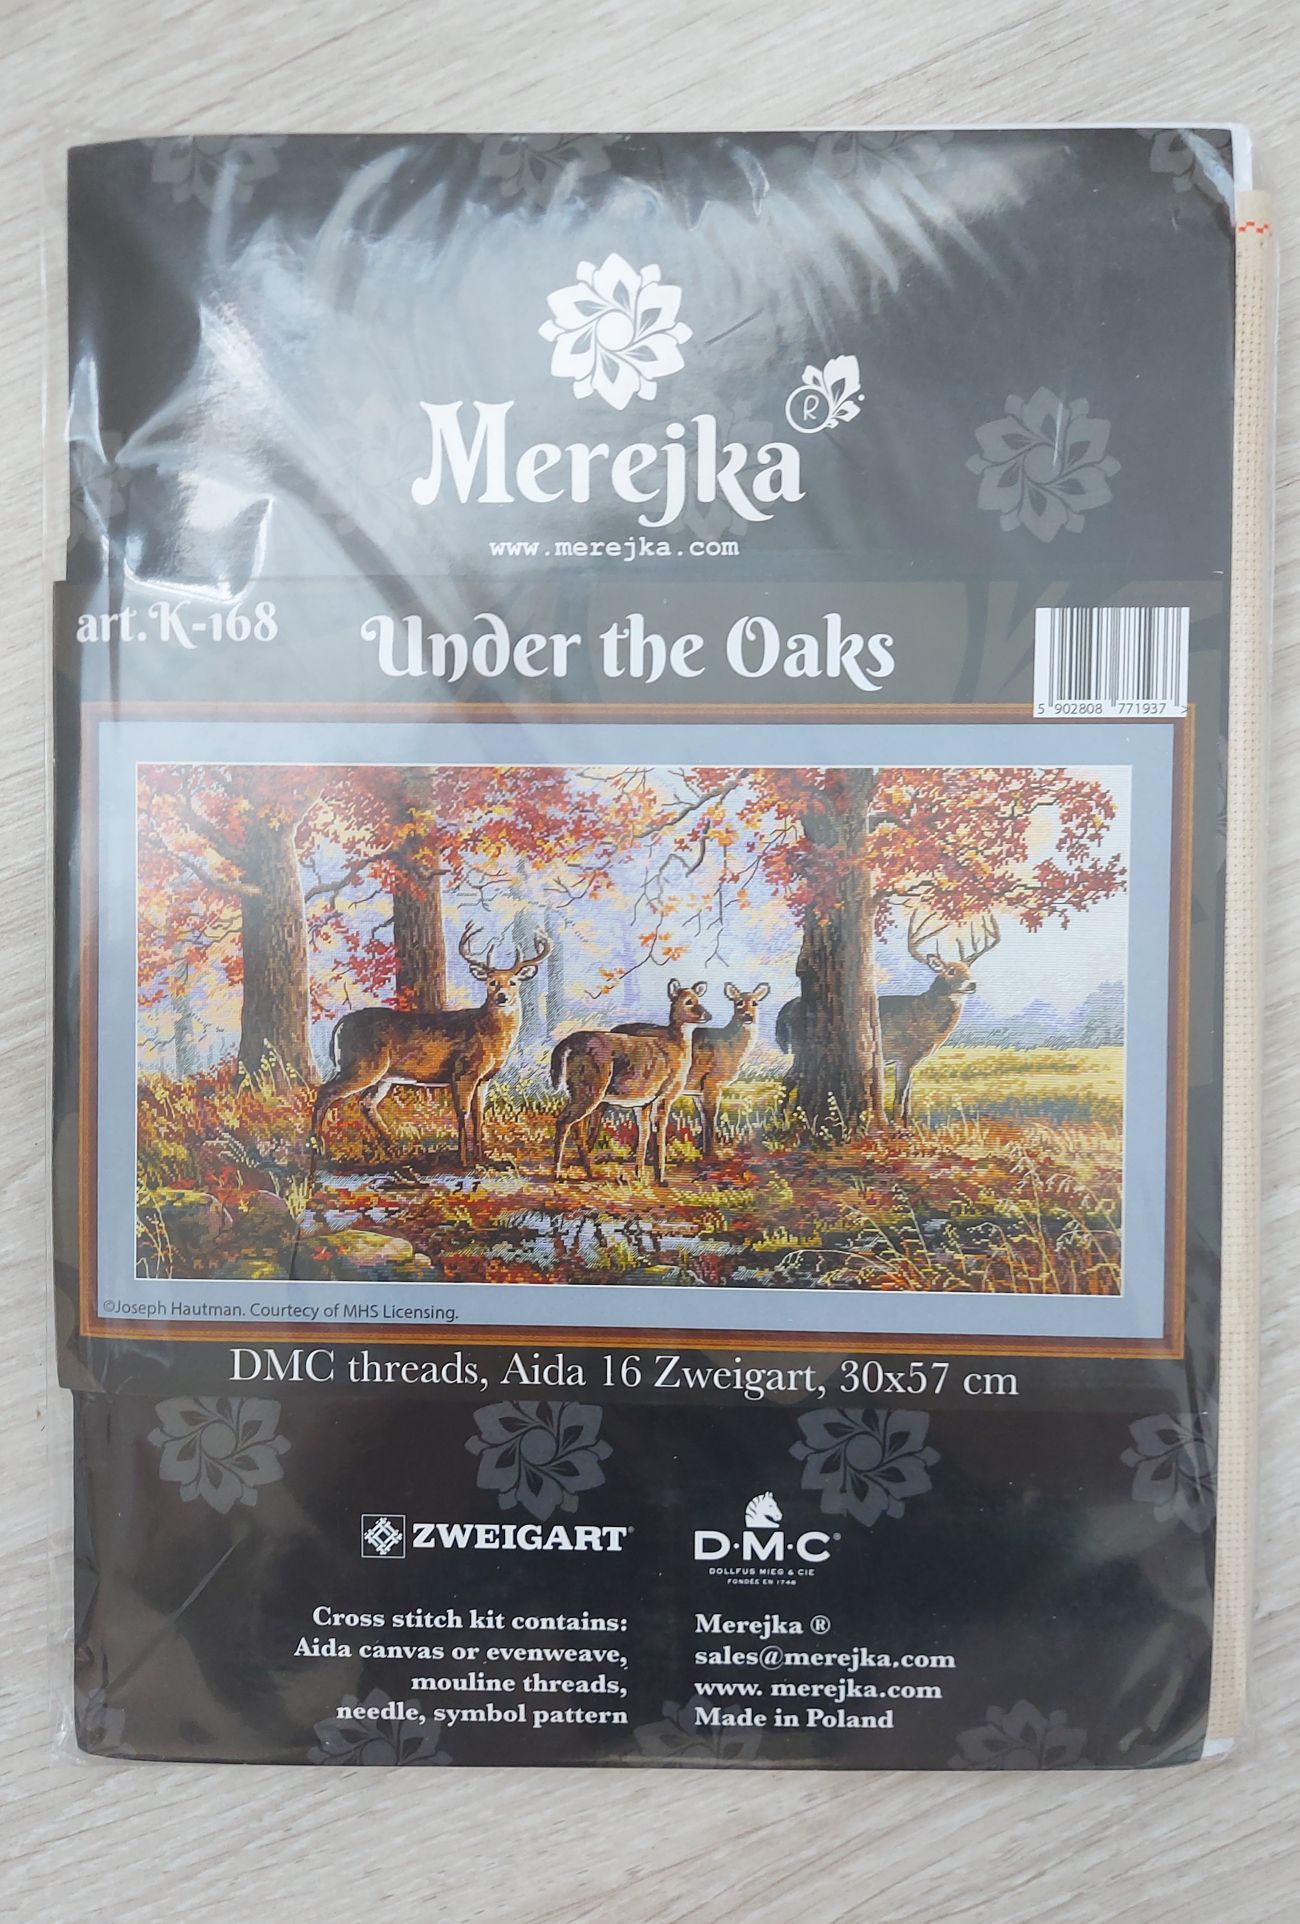 Merejka ®
www.merejka.com
art.K-168
Under the Oaks
5 902808 771937 >
©Joseph Hautman. Courtecy of MHS Licensing.
DMC threads, Aida 16 Zweigart, 30x57 cm
ZWEIGART®
D·M·C®
DOLLFUS MIEG & CIE
FONDÉE EN 1746
Cross stitch kit contains:
Aida canvas or evenweave,
mouline threads,
needle, symbol pattern
Merejka ®
sales@merejka.com
www. merejka.com
Made in Poland